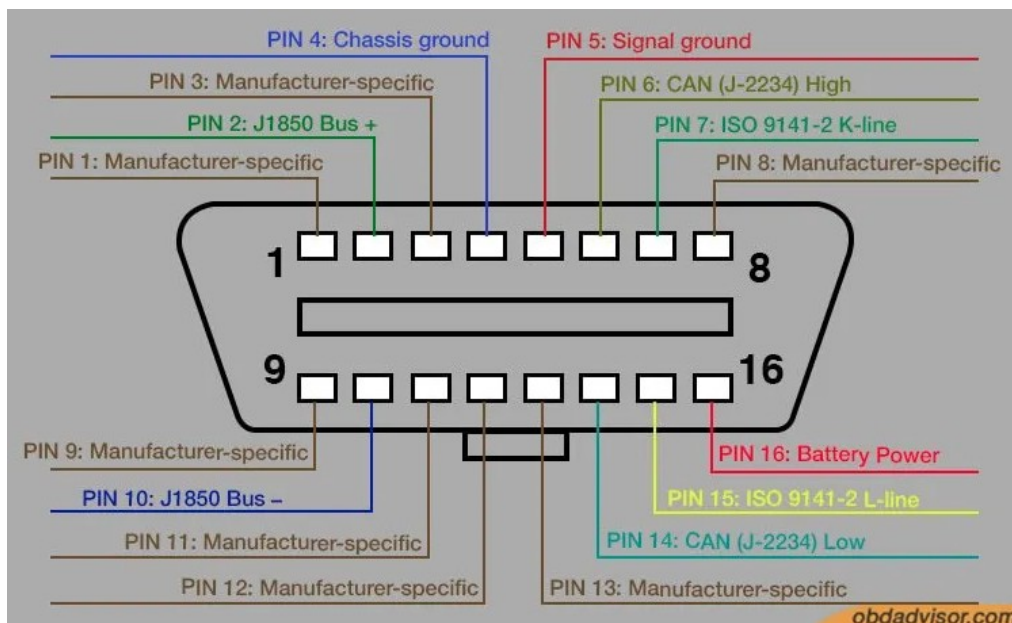 PIN 4: Chassis ground
PIN 5: Signal ground
PIN 3: Manufacturer-specific
PIN 6: CAN (J-2234) High
PIN 2: J1850 Bus +
PIN 7: ISO 9141-2 K-line
PIN 1: Manufacturer-specific
PIN 8: Manufacturer-specific
1
8
9
16
PIN 9: Manufacturer-specific
PIN 16: Battery Power
PIN 10: J1850 Bus –
PIN 15: ISO 9141-2 L-line
PIN 11: Manufacturer-specific
PIN 14: CAN (J-2234) Low
PIN 12: Manufacturer-specific
PIN 13: Manufacturer-specific
obdadvisor.com